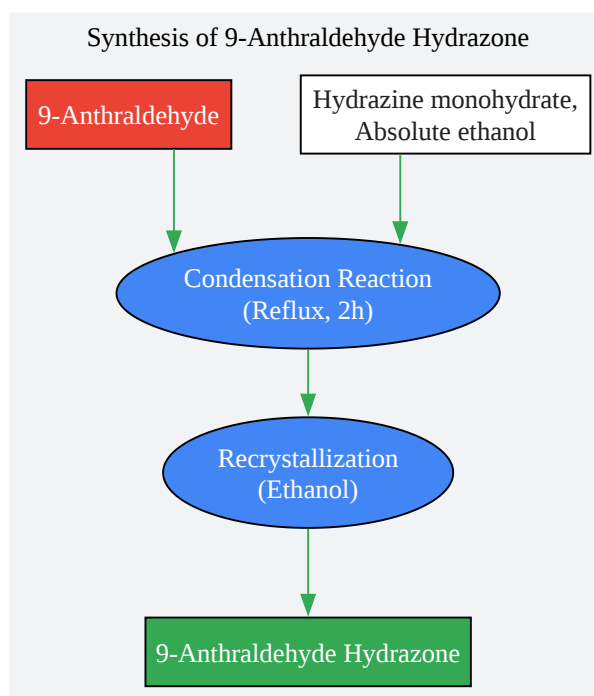 Synthesis of 9-Anthraldehyde Hydrazone
9-Anthraldehyde
Hydrazine monohydrate,
Absolute ethanol
Condensation Reaction
(Reflux, 2h)
Recrystallization
(Ethanol)
9-Anthraldehyde Hydrazone